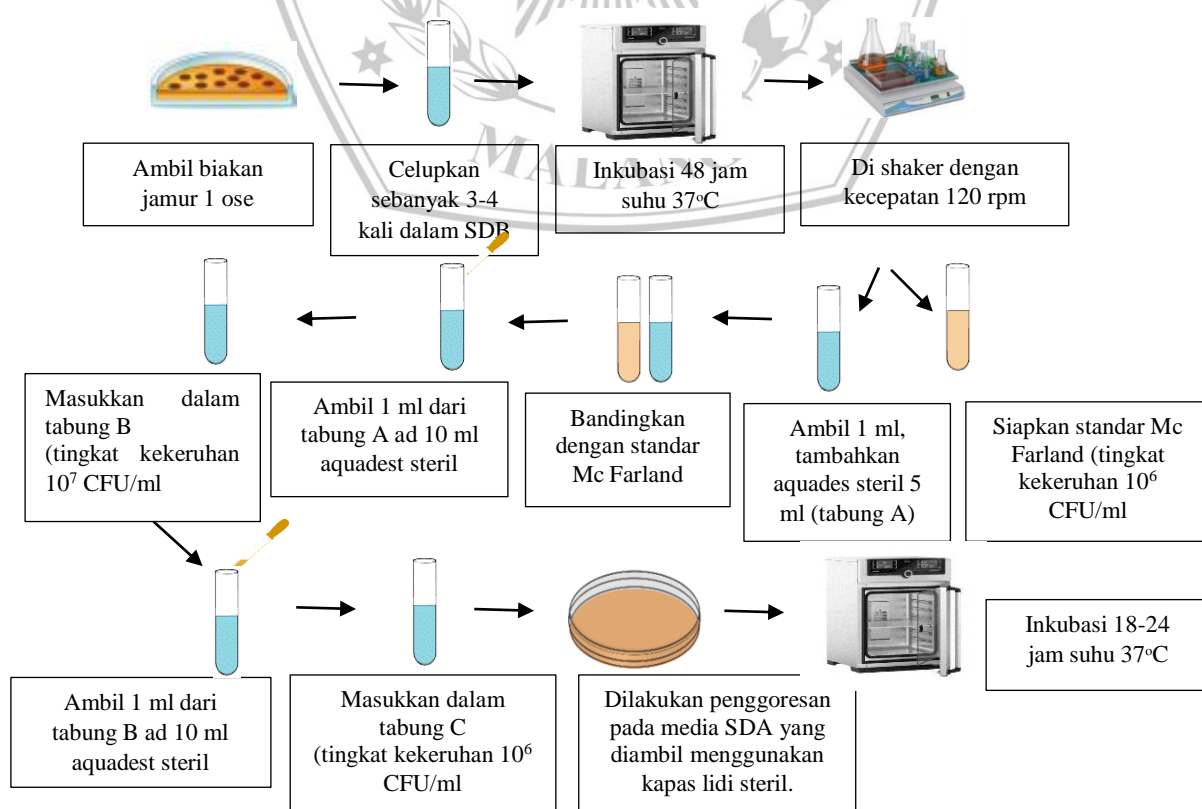 MALANG
Ambil biakan
jamur 1 ose
Celupkan
sebanyak 3-4
kali dalam SDB
Inkubasi 48 jam
suhu 37°C
Di shaker dengan
kecepatan 120 rpm
Masukkan dalam
tabung B
(tingkat kekeruhan
10⁷ CFU/ml
Ambil 1 ml dari
tabung A ad 10 ml
aquadest steril
Bandingkan
dengan standar
Mc Farland
Ambil 1 ml,
tambahkan
aquades steril 5
ml (tabung A)
Siapkan standar Mc
Farland (tingkat
kekeruhan 10⁶
CFU/ml
Ambil 1 ml dari
tabung B ad 10 ml
aquadest steril
Masukkan dalam
tabung C
(tingkat kekeruhan 10⁶
CFU/ml
Dilakukan penggoresan
pada media SDA yang
diambil menggunakan
kapas lidi steril.
Inkubasi 18-24
jam suhu 37°C